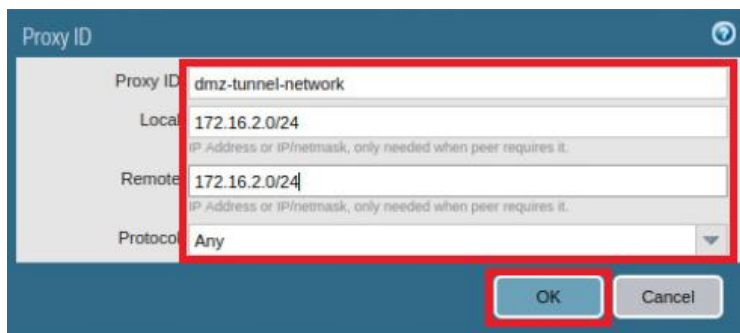 Proxy ID
Proxy ID dmz-tunnel-network
Local 172.16.2.0/24
IP Address or IP/netmask, only needed when peer requires it.
Remote 172.16.2.0/24
IP Address or IP/netmask, only needed when peer requires it.
Protocol Any
OK Cancel